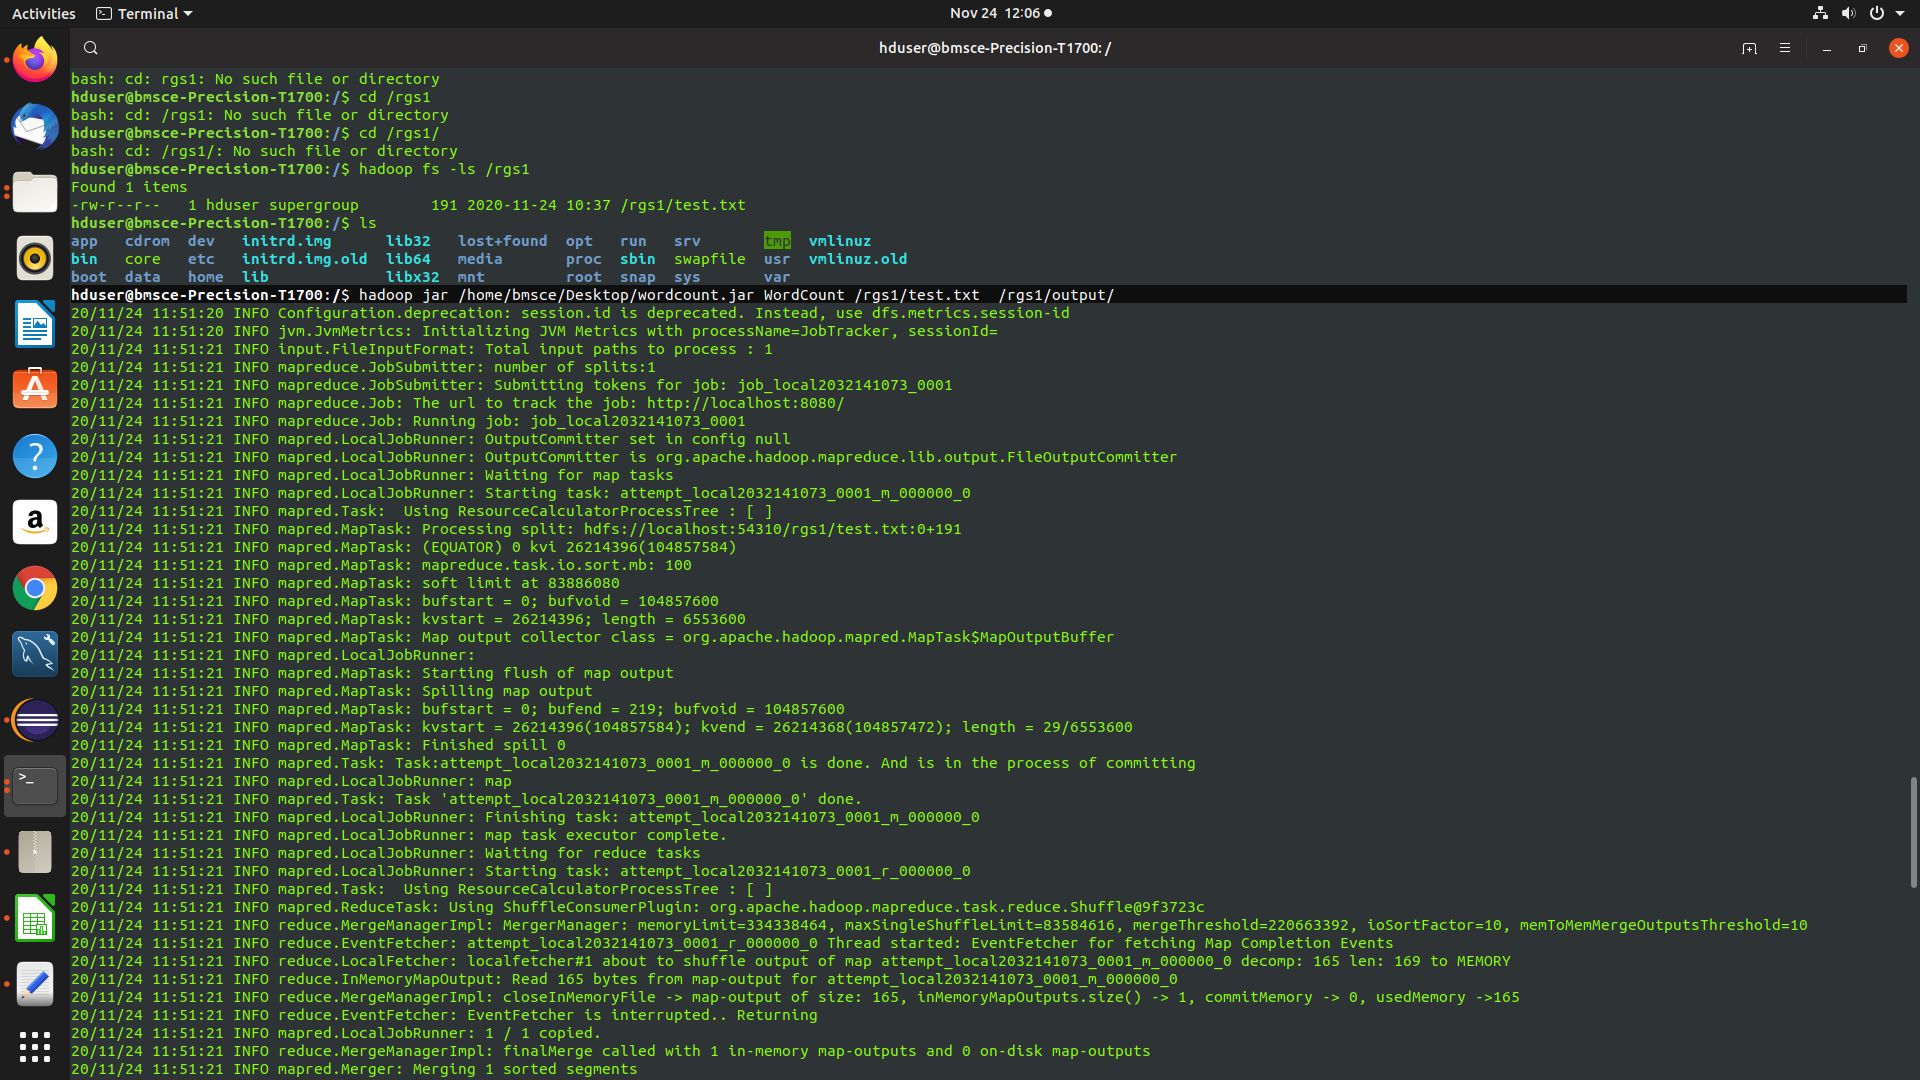 Activities Terminal Nov 24 12:06
hduser@bmsce-Precision-T1700: /
bash: cd: rgs1: No such file or directory
hduser@bmsce-Precision-T1700:/$ cd /rgs1
bash: cd: /rgs1: No such file or directory
hduser@bmsce-Precision-T1700:/$ cd /rgs1/
bash: cd: /rgs1/: No such file or directory
hduser@bmsce-Precision-T1700:/$ hadoop fs -ls /rgs1
Found 1 items
-rw-r--r--   1 hduser supergroup        191 2020-11-24 10:37 /rgs1/test.txt
hduser@bmsce-Precision-T1700:/$ ls
app   cdrom  dev   initrd.img      lib32   lost+found  opt   run   srv       tmp  vmlinuz
bin   core   etc   initrd.img.old  lib64   media       proc  sbin  swapfile  usr  vmlinuz.old
boot  data   home  lib             libx32  mnt         root  snap  sys       var
hduser@bmsce-Precision-T1700:/$ hadoop jar /home/bmsce/Desktop/wordcount.jar WordCount /rgs1/test.txt  /rgs1/output/
20/11/24 11:51:20 INFO Configuration.deprecation: session.id is deprecated. Instead, use dfs.metrics.session-id
20/11/24 11:51:20 INFO jvm.JvmMetrics: Initializing JVM Metrics with processName=JobTracker, sessionId=
20/11/24 11:51:21 INFO input.FileInputFormat: Total input paths to process : 1
20/11/24 11:51:21 INFO mapreduce.JobSubmitter: number of splits:1
20/11/24 11:51:21 INFO mapreduce.JobSubmitter: Submitting tokens for job: job_local2032141073_0001
20/11/24 11:51:21 INFO mapreduce.Job: The url to track the job: http://localhost:8080/
20/11/24 11:51:21 INFO mapreduce.Job: Running job: job_local2032141073_0001
20/11/24 11:51:21 INFO mapred.LocalJobRunner: OutputCommitter set in config null
20/11/24 11:51:21 INFO mapred.LocalJobRunner: OutputCommitter is org.apache.hadoop.mapreduce.lib.output.FileOutputCommitter
20/11/24 11:51:21 INFO mapred.LocalJobRunner: Waiting for map tasks
20/11/24 11:51:21 INFO mapred.LocalJobRunner: Starting task: attempt_local2032141073_0001_m_000000_0
20/11/24 11:51:21 INFO mapred.Task:  Using ResourceCalculatorProcessTree : [ ]
20/11/24 11:51:21 INFO mapred.MapTask: Processing split: hdfs://localhost:54310/rgs1/test.txt:0+191
20/11/24 11:51:21 INFO mapred.MapTask: (EQUATOR) 0 kvi 26214396(104857584)
20/11/24 11:51:21 INFO mapred.MapTask: mapreduce.task.io.sort.mb: 100
20/11/24 11:51:21 INFO mapred.MapTask: soft limit at 83886080
20/11/24 11:51:21 INFO mapred.MapTask: bufstart = 0; bufvoid = 104857600
20/11/24 11:51:21 INFO mapred.MapTask: kvstart = 26214396; length = 6553600
20/11/24 11:51:21 INFO mapred.MapTask: Map output collector class = org.apache.hadoop.mapred.MapTask$MapOutputBuffer
20/11/24 11:51:21 INFO mapred.LocalJobRunner:
20/11/24 11:51:21 INFO mapred.MapTask: Starting flush of map output
20/11/24 11:51:21 INFO mapred.MapTask: Spilling map output
20/11/24 11:51:21 INFO mapred.MapTask: bufstart = 0; bufend = 219; bufvoid = 104857600
20/11/24 11:51:21 INFO mapred.MapTask: kvstart = 26214396(104857584); kvend = 26214368(104857472); length = 29/6553600
20/11/24 11:51:21 INFO mapred.MapTask: Finished spill 0
20/11/24 11:51:21 INFO mapred.Task: Task:attempt_local2032141073_0001_m_000000_0 is done. And is in the process of committing
20/11/24 11:51:21 INFO mapred.LocalJobRunner: map
20/11/24 11:51:21 INFO mapred.Task: Task 'attempt_local2032141073_0001_m_000000_0' done.
20/11/24 11:51:21 INFO mapred.LocalJobRunner: Finishing task: attempt_local2032141073_0001_m_000000_0
20/11/24 11:51:21 INFO mapred.LocalJobRunner: map task executor complete.
20/11/24 11:51:21 INFO mapred.LocalJobRunner: Waiting for reduce tasks
20/11/24 11:51:21 INFO mapred.LocalJobRunner: Starting task: attempt_local2032141073_0001_r_000000_0
20/11/24 11:51:21 INFO mapred.Task:  Using ResourceCalculatorProcessTree : [ ]
20/11/24 11:51:21 INFO mapred.ReduceTask: Using ShuffleConsumerPlugin: org.apache.hadoop.mapreduce.task.reduce.Shuffle@9f3723c
20/11/24 11:51:21 INFO reduce.MergeManagerImpl: MergerManager: memoryLimit=334338464, maxSingleShuffleLimit=83584616, mergeThreshold=220663392, ioSortFactor=10, memToMemMergeOutputsThreshold=10
20/11/24 11:51:21 INFO reduce.EventFetcher: attempt_local2032141073_0001_r_000000_0 Thread started: EventFetcher for fetching Map Completion Events
20/11/24 11:51:21 INFO reduce.LocalFetcher: localfetcher#1 about to shuffle output of map attempt_local2032141073_0001_m_000000_0 decomp: 165 len: 169 to MEMORY
20/11/24 11:51:21 INFO reduce.InMemoryMapOutput: Read 165 bytes from map-output for attempt_local2032141073_0001_m_000000_0
20/11/24 11:51:21 INFO reduce.MergeManagerImpl: closeInMemoryFile -> map-output of size: 165, inMemoryMapOutputs.size() -> 1, commitMemory -> 0, usedMemory ->165
20/11/24 11:51:21 INFO reduce.EventFetcher: EventFetcher is interrupted.. Returning
20/11/24 11:51:21 INFO mapred.LocalJobRunner: 1 / 1 copied.
20/11/24 11:51:21 INFO reduce.MergeManagerImpl: finalMerge called with 1 in-memory map-outputs and 0 on-disk map-outputs
20/11/24 11:51:21 INFO mapred.Merger: Merging 1 sorted segments